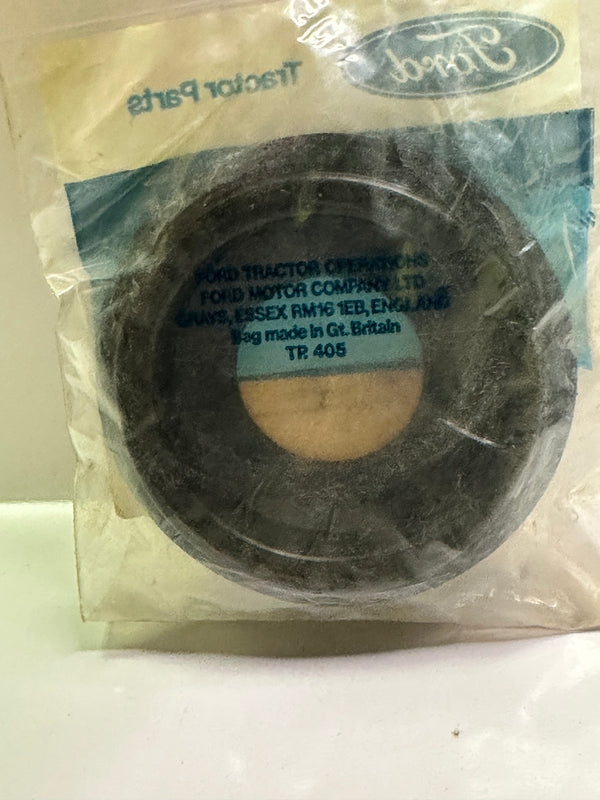 Ford
Tractor Parts
FORD TRACTOR OPERATIONS
FORD MOTOR COMPANY LTD
GRAYS, ESSEX RM16 1EB, ENGLAND
Bag made in Gt. Britain
TP. 405